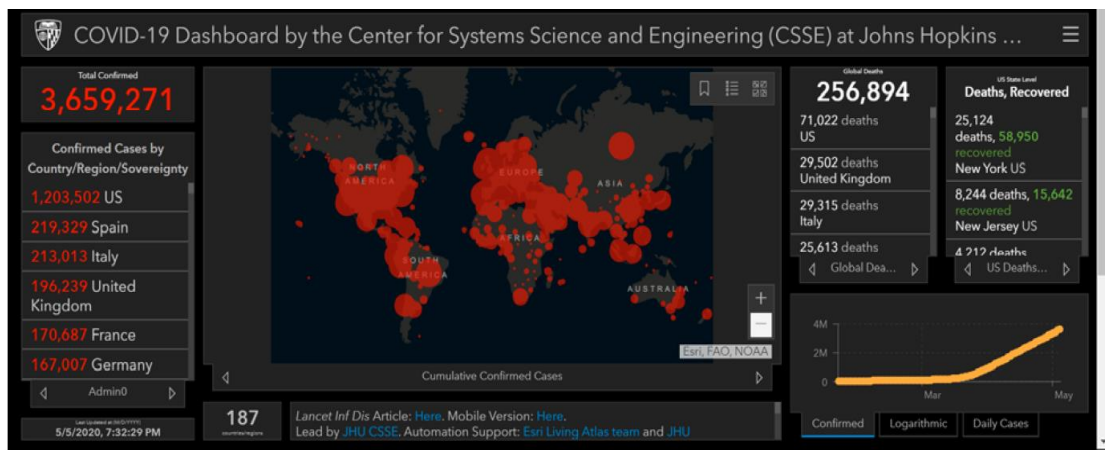 COVID-19 Dashboard by the Center for Systems Science and Engineering (CSSE) at Johns Hopkins ...
Total Confirmed
3,659,271
Confirmed Cases by
Country/Region/Sovereignty
1,203,502 US
219,329 Spain
213,013 Italy
196,239 United
Kingdom
170,687 France
167,007 Germany
Admin0
Last Updated at (M/D/YYYY)
5/5/2020, 7:32:29 PM
NORTH
AMERICA
SOUTH
AMERICA
EUROPE
AFRICA
ASIA
AUSTRALIA
Esri, FAO, NOAA
Cumulative Confirmed Cases
187
countries/regions
Lancet Inf Dis Article: Here. Mobile Version: Here.
Lead by JHU CSSE. Automation Support: Esri Living Atlas team and JHU
Global Deaths
256,894
71,022 deaths
US
29,502 deaths
United Kingdom
29,315 deaths
Italy
25,613 deaths
Global Dea...
US State Level
Deaths, Recovered
25,124
deaths, 58,950
recovered
New York US
8,244 deaths, 15,642
recovered
New Jersey US
4,212 deaths
US Deaths...
4M
2M
0
Mar
May
Confirmed
Logarithmic
Daily Cases